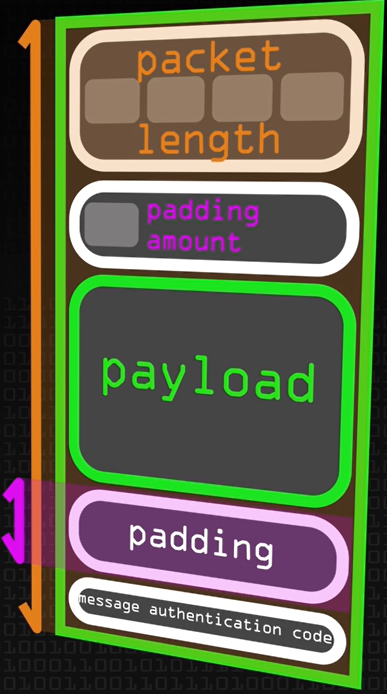 packet
length
padding
amount
payload
padding
message authentication code